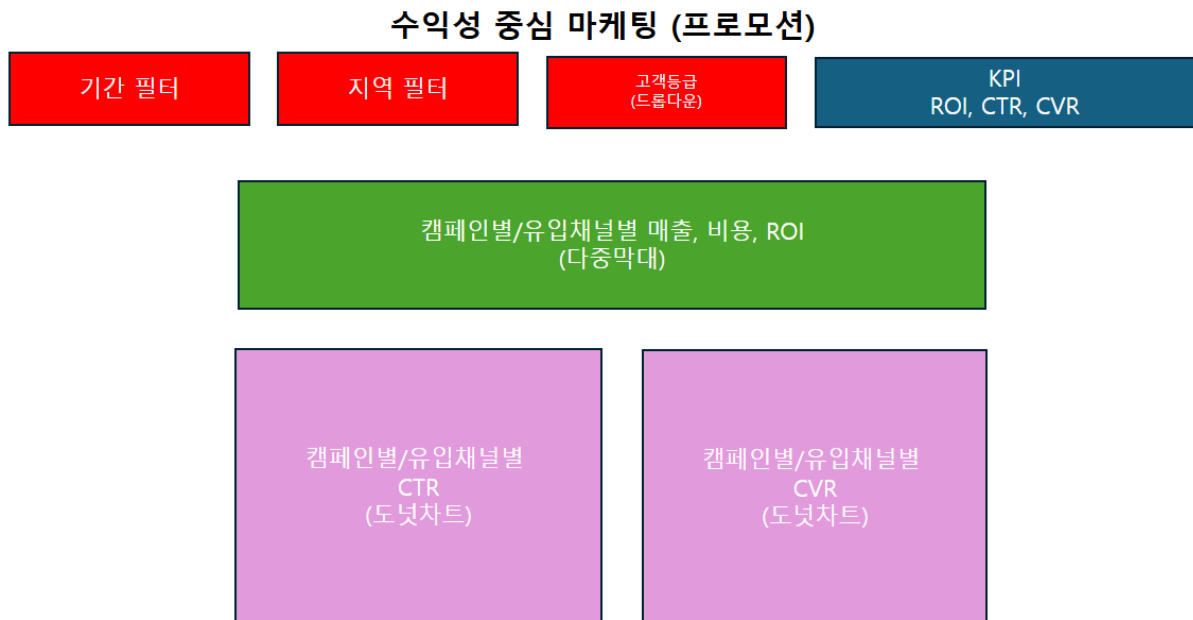 수익성 중심 마케팅 (프로모션)
기간 필터
지역 필터
고객등급
(드롭다운)
KPI
ROI, CTR, CVR
캠페인별/유입채널별 매출, 비용, ROI
(다중막대)
캠페인별/유입채널별
CTR
(도넛차트)
캠페인별/유입채널별
CVR
(도넛차트)